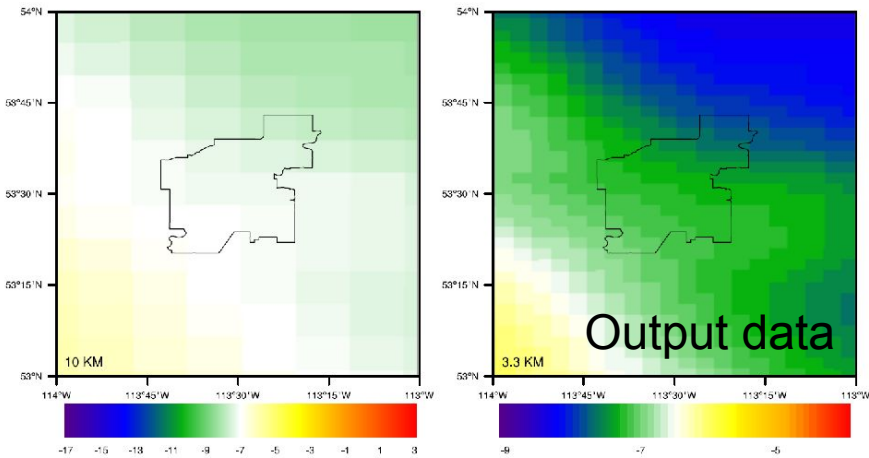 54°N
53°45'N
53°30'N
53°15'N
53°N
10 KM
114°W
113°45'W
113°30'W
113°15'W
113°W
-17 -15 -13 -11 -9 -7 -5 -3 -1 1 3
54°N
53°45'N
53°30'N
53°15'N
53°N
Output data
3.3 KM
114°W
113°45'W
113°30'W
113°15'W
113°W
-9 -7 -5